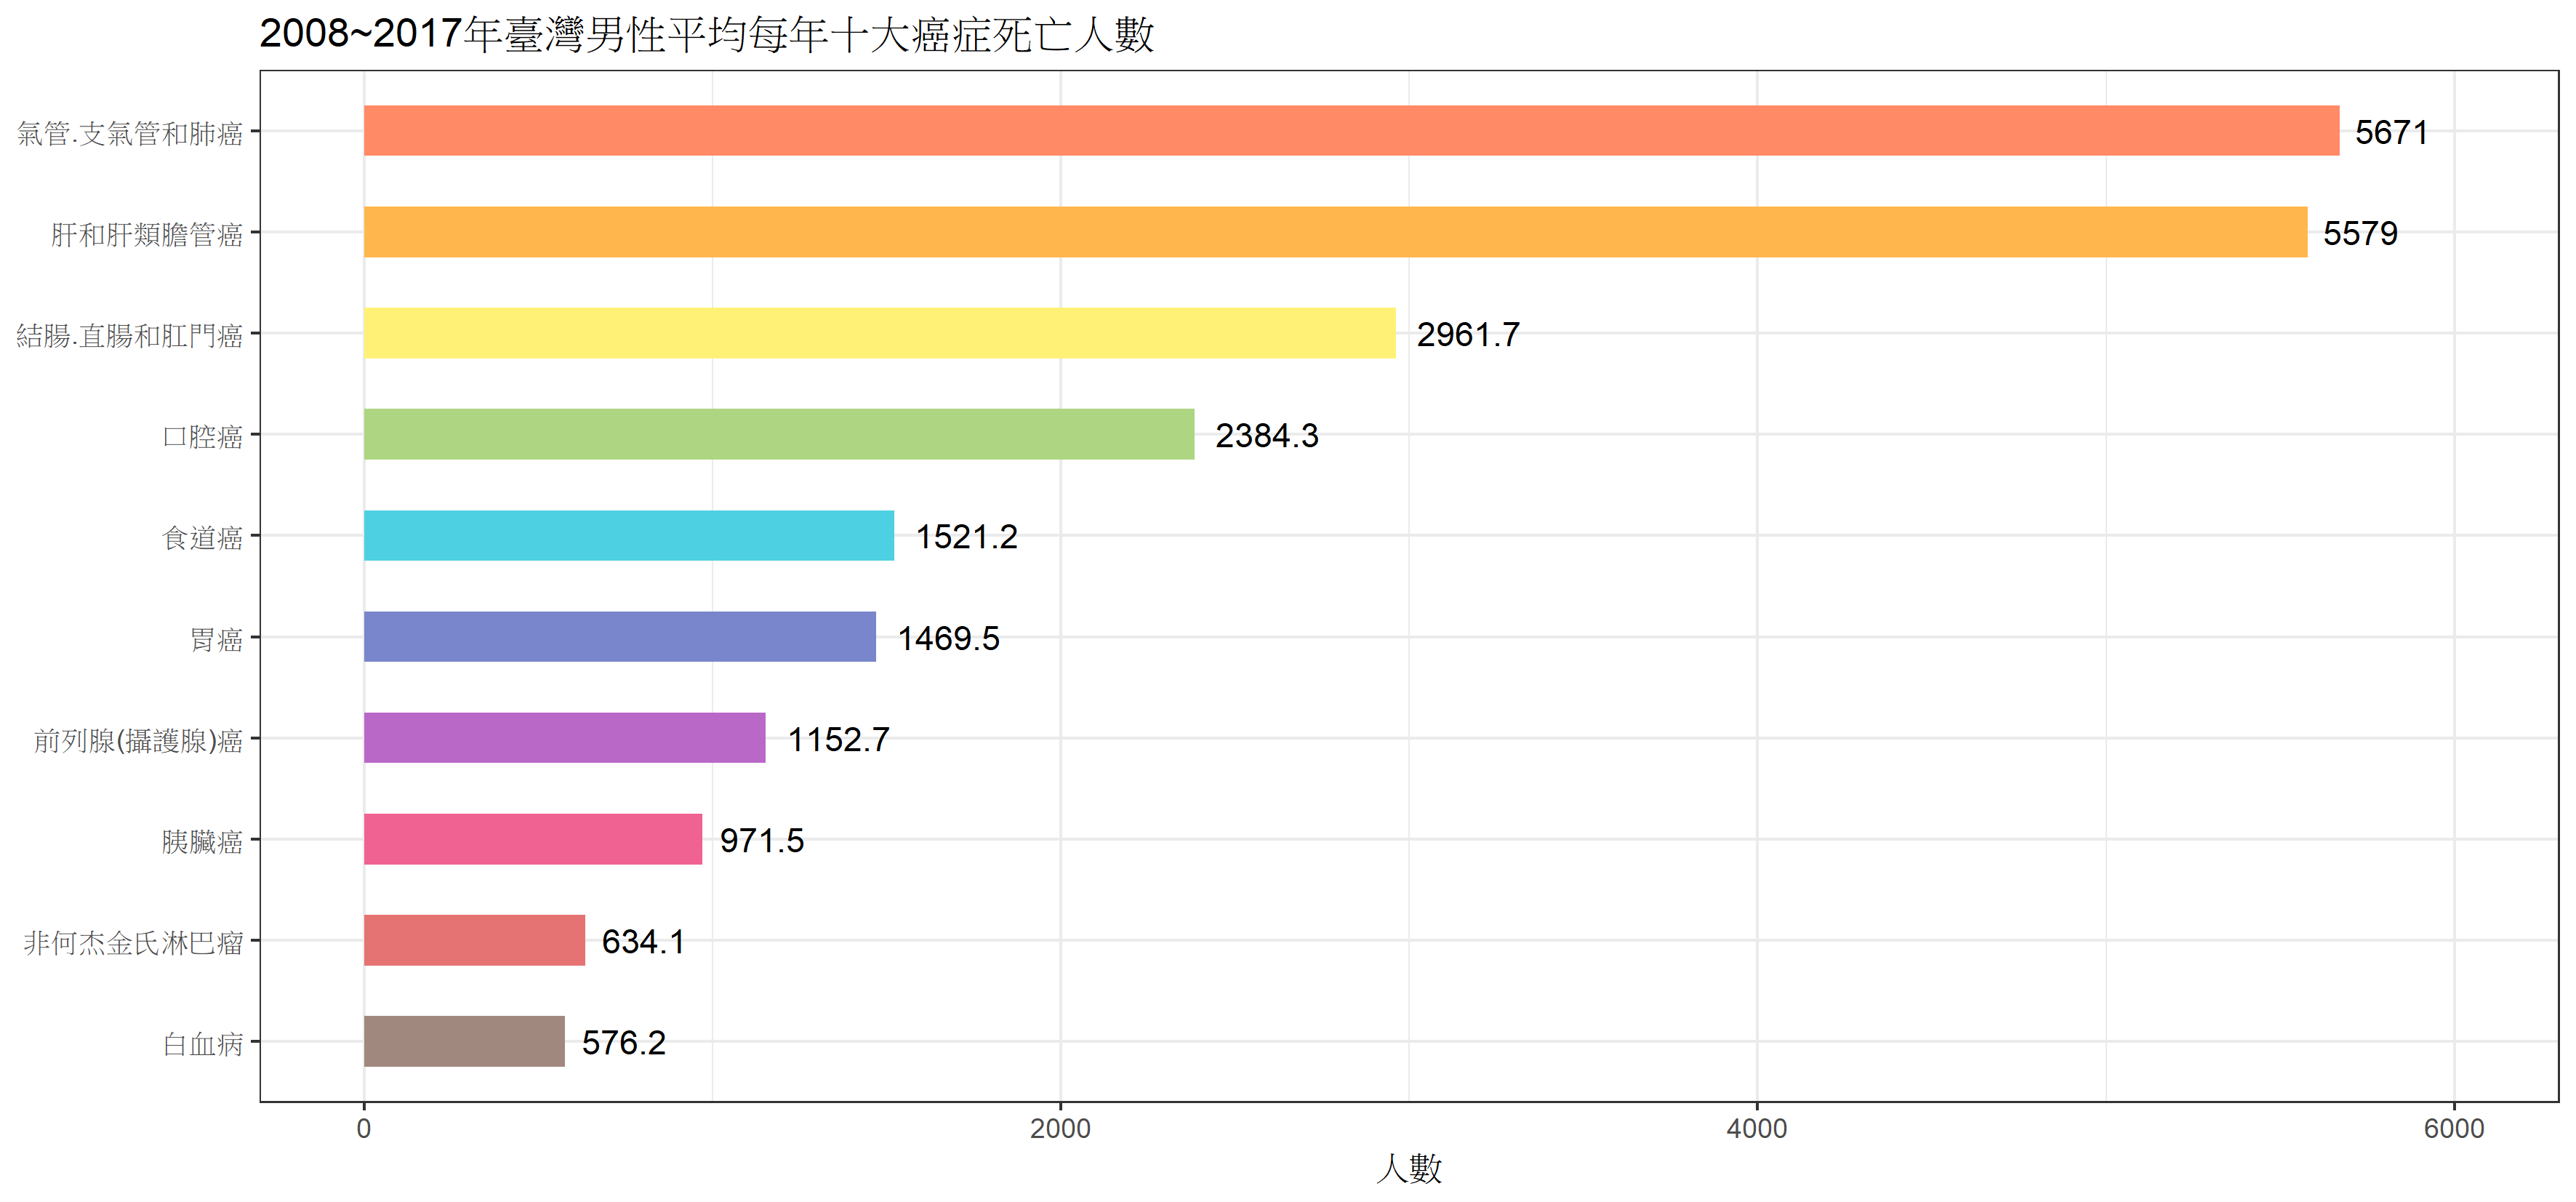 2008~2017年臺灣男性平均每年十大癌症死亡人數
氣管.支氣管和肺癌 5671
肝和肝類膽管癌 5579
結腸.直腸和肛門癌 2961.7
口腔癌 2384.3
食道癌 1521.2
胃癌 1469.5
前列腺(攝護腺)癌 1152.7
胰臟癌 971.5
非何杰金氏淋巴瘤 634.1
白血病 576.2
0 2000 4000 6000
人數